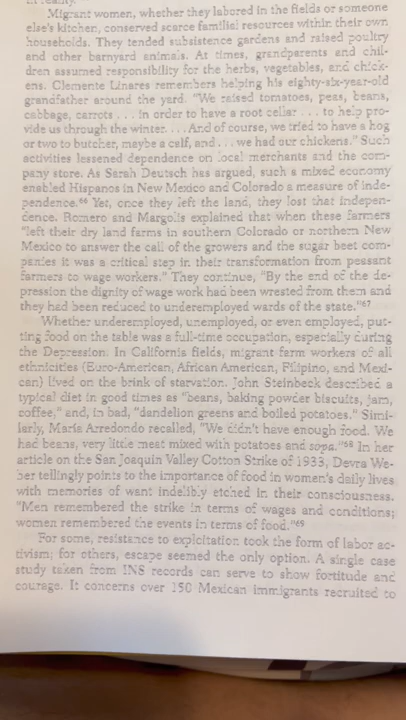 in reality.
Migrant women, whether they labored in the fields or someone
else's kitchen, conserved scarce familial resources within their own
households. They tended subsistence gardens and raised poultry
and other barnyard animals. At times, grandparents and chil-
dren assumed responsibility for the herbs, vegetables, and chick-
ens. Clemente Linares remembers helping his eighty-six-year-old
grandfather around the yard. "We raised tomatoes, peas, beans,
cabbage, carrots . . . in order to have a root cellar . . . to help pro-
vide us through the winter. . . . And of course, we tried to have a hog
or two to butcher, maybe a calf, and . . . we had our chickens." Such
activities lessened dependence on local merchants and the com-
pany store. As Sarah Deutsch has argued, such a mixed economy
enabled Hispanos in New Mexico and Colorado a measure of inde-
pendence.66 Yet, once they left the land, they lost that indepen-
dence. Romero and Margolis explained that when these farmers
"left their dry land farms in southern Colorado or northern New
Mexico to answer the call of the growers and the sugar beet com-
panies it was a critical step in their transformation from peasant
farmers to wage workers." They continue, "By the end of the de-
pression the dignity of wage work had been wrested from them and
they had been reduced to underemployed wards of the state."67
Whether underemployed, unemployed, or even employed, put-
ting food on the table was a full-time occupation, especially during
the Depression. In California fields, migrant farm workers of all
ethnicities (Euro-American, African American, Filipino, and Mexi-
can) lived on the brink of starvation. John Steinbeck described a
typical diet in good times as "beans, baking powder biscuits, jam,
coffee," and, in bad, "dandelion greens and boiled potatoes." Simi-
larly, María Arredondo recalled, "We didn't have enough food. We
had beans, very little meat mixed with potatoes and sopa."68 In her
article on the San Joaquin Valley Cotton Strike of 1933, Devra We-
ber tellingly points to the importance of food in women's daily lives
with memories of want indelibly etched in their consciousness.
"Men remembered the strike in terms of wages and conditions;
women remembered the events in terms of food."69
For some, resistance to exploitation took the form of labor ac-
tivism; for others, escape seemed the only option. A single case
study taken from INS records can serve to show fortitude and
courage. It concerns over 150 Mexican immigrants recruited to